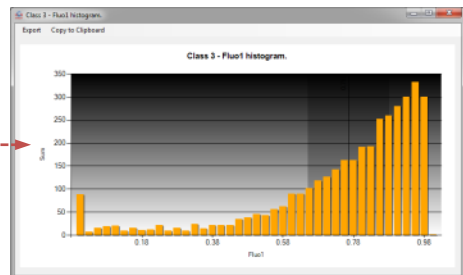 Class 3 - Fluo1 histogram.
Export Copy to Clipboard
Class 3 - Fluo1 histogram.
350
300
250
200
150
100
50
0
Sum
0.18 0.38 0.58 0.78 0.98
Fluo1